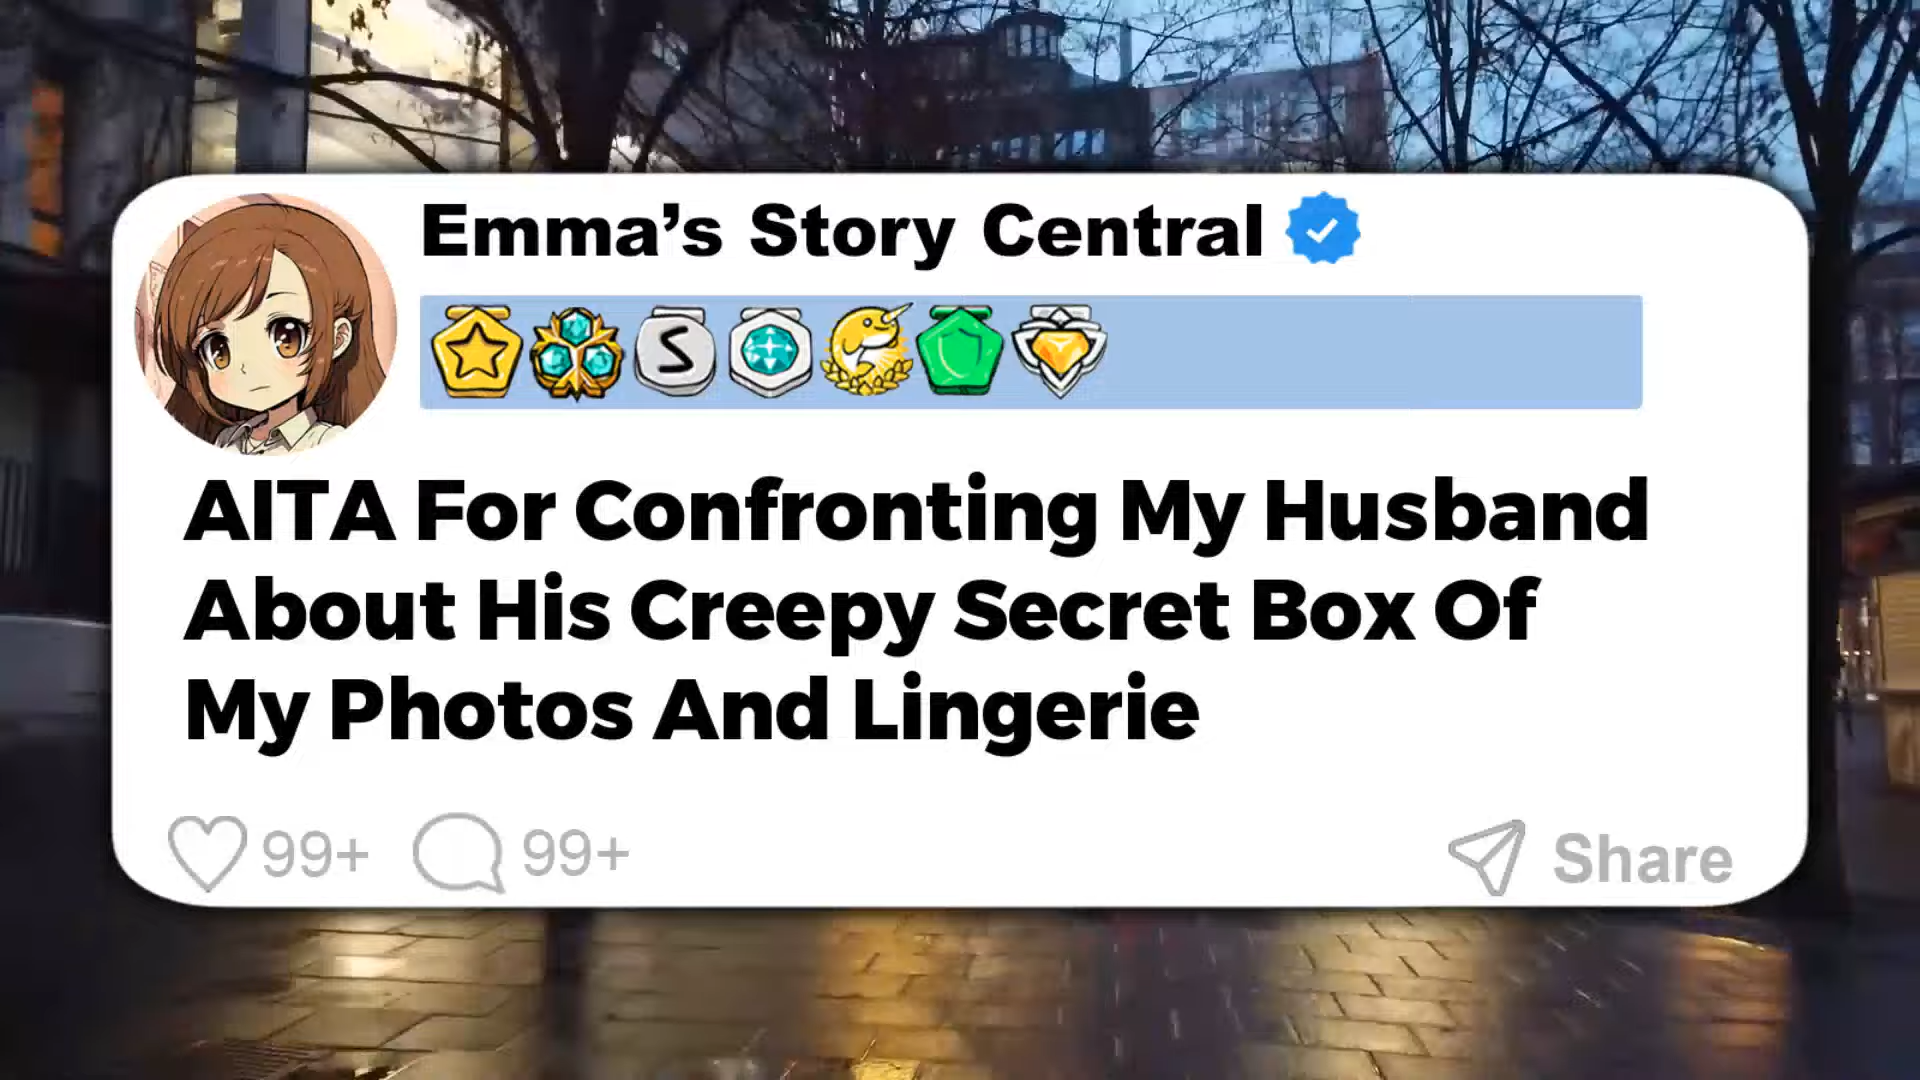 Emma’s Story Central
S
AITA For Confronting My Husband
About His Creepy Secret Box Of
My Photos And Lingerie
99+ 99+ Share